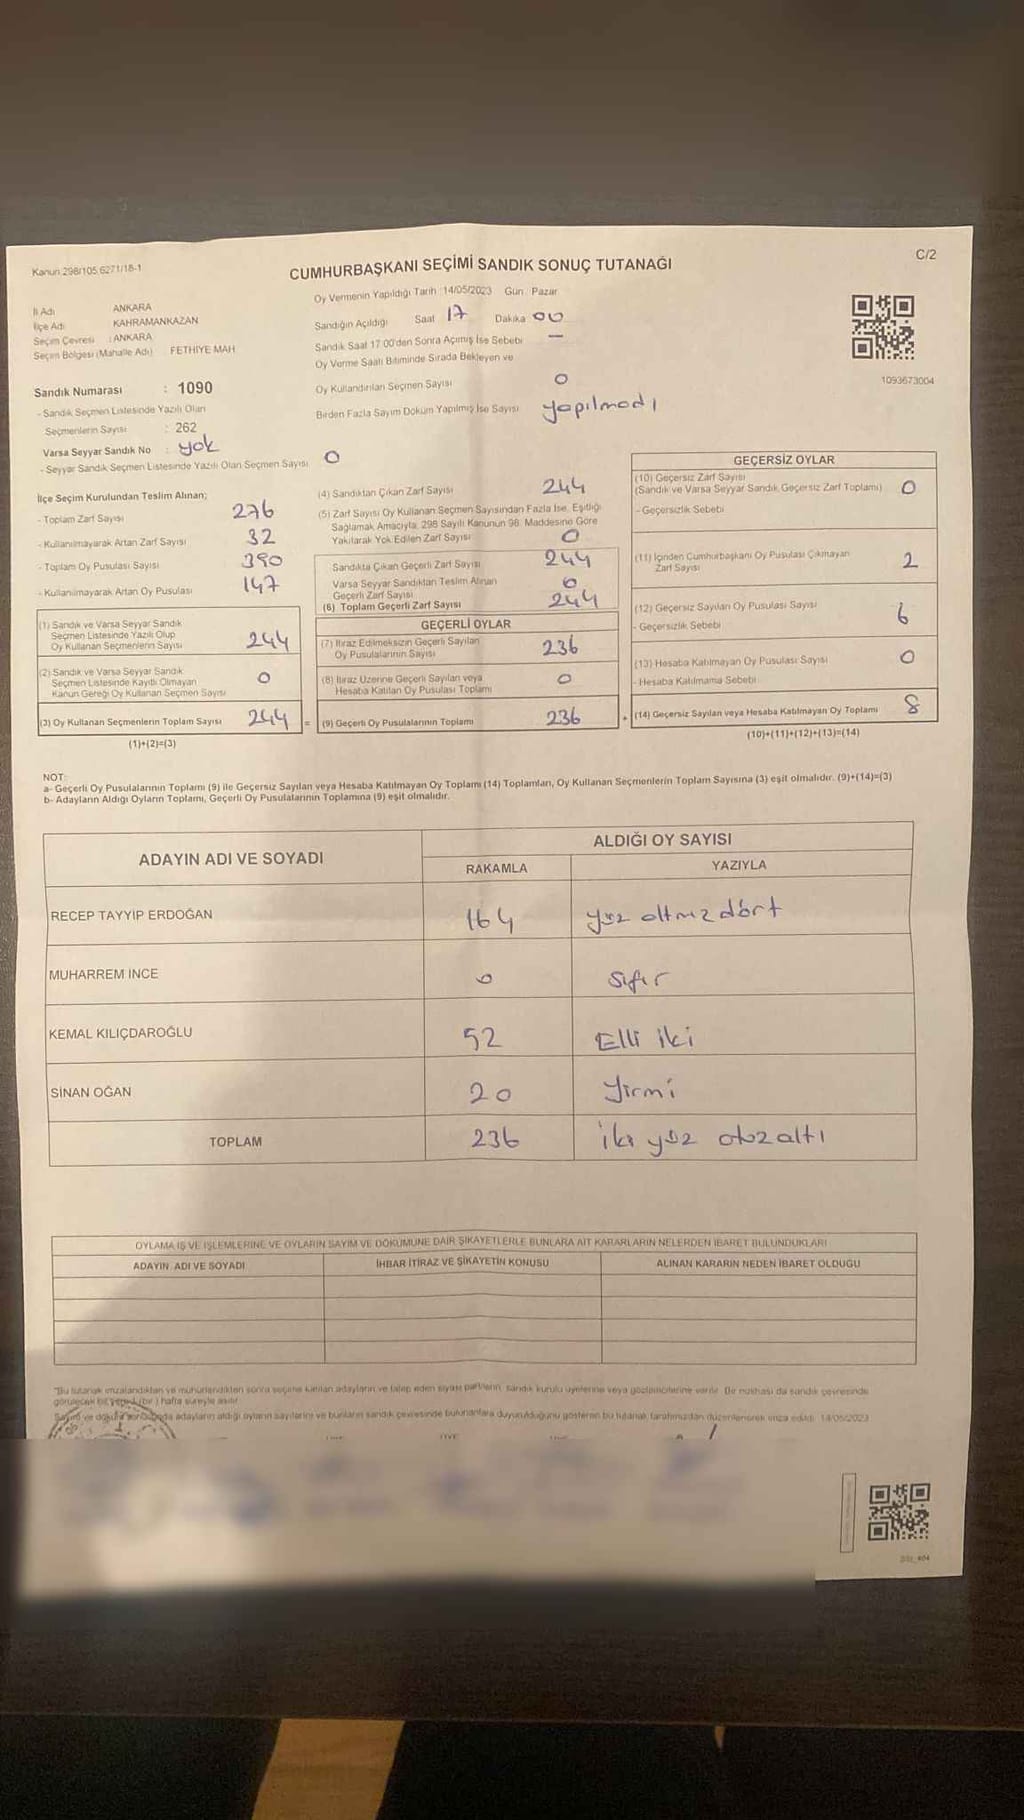 Kanun 298/105,6271/18-1
C/2
CUMHURBAŞKANI SEÇİMİ SANDIK SONUÇ TUTANAĞI
İl Adı ANKARA
İlçe Adı KAHRAMANKAZAN
Seçim Çevresi : ANKARA
Seçim Bölgesi (Mahalle Adı) FETHİYE MAH
Sandık Numarası : 1090
- Sandık Seçmen Listesinde Yazılı Olan
Seçmenlerin Sayısı : 262
Varsa Seyyar Sandık No : yok
- Seyyar Sandık Seçmen Listesinde Yazılı Olan Seçmen Sayısı 0
Oy Vermenin Yapıldığı Tarih :14/05/2023 Gün : Pazar
Sandığın Açıldığı Saat 17 Dakika 00
Sandık Saat 17:00'den Sonra Açılmış İse Sebebi —
Oy Verme Saati Bitiminde Sırada Bekleyen ve
Oy Kullandırılan Seçmen Sayısı 0
Birden Fazla Sayım Döküm Yapılmış İse Sayısı yapılmadı
1093673004
İlçe Seçim Kurulundan Teslim Alınan;
- Toplam Zarf Sayısı 276
- Kullanılmayarak Artan Zarf Sayısı 32
- Toplam Oy Pusulası Sayısı 390
- Kullanılmayarak Artan Oy Pusulası 147
(1) Sandık ve Varsa Seyyar Sandık
Seçmen Listesinde Yazılı Olup
Oy Kullanan Seçmenlerin Sayısı 244
(2) Sandık ve Varsa Seyyar Sandık
Seçmen Listesinde Kayıtlı Olmayan
Kanun Gereği Oy Kullanan Seçmen Sayısı 0
(3) Oy Kullanan Seçmenlerin Toplam Sayısı 244 =
(1)+(2)=(3)
(4) Sandıktan Çıkan Zarf Sayısı 244
(5) Zarf Sayısı Oy Kullanan Seçmen Sayısından Fazla İse, Eşitliği
Sağlamak Amacıyla, 298 Sayılı Kanunun 98. Maddesine Göre
Yakılarak Yok Edilen Zarf Sayısı 0
Sandıkta Çıkan Geçerli Zarf Sayısı 244
Varsa Seyyar Sandıktan Teslim Alınan
Geçerli Zarf Sayısı 0
(6) Toplam Geçerli Zarf Sayısı 244
GEÇERLİ OYLAR
(7) İtiraz Edilmeksizin Geçerli Sayılan
Oy Pusulalarının Sayısı 236
(8) İtiraz Üzerine Geçerli Sayılan veya
Hesaba Katılan Oy Pusulası Toplamı 0
(9) Geçerli Oy Pusulalarının Toplamı 236 +
GEÇERSİZ OYLAR
(10) Geçersiz Zarf Sayısı
(Sandık ve Varsa Seyyar Sandık Geçersiz Zarf Toplamı) 0
- Geçersizlik Sebebi
(11) İçinden Cumhurbaşkanı Oy Pusulası Çıkmayan
Zarf Sayısı 2
(12) Geçersiz Sayılan Oy Pusulası Sayısı 6
- Geçersizlik Sebebi
(13) Hesaba Katılmayan Oy Pusulası Sayısı 0
- Hesaba Katılmama Sebebi
(14) Geçersiz Sayılan veya Hesaba Katılmayan Oy Toplamı 8
(10)+(11)+(12)+(13)=(14)
NOT:
a- Geçerli Oy Pusulalarının Toplamı (9) ile Geçersiz Sayılan veya Hesaba Katılmayan Oy Toplamı (14) Toplamları, Oy Kullanan Seçmenlerin Toplam Sayısına (3) eşit olmalıdır. (9)+(14)=(3)
b- Adayların Aldığı Oyların Toplamı, Geçerli Oy Pusulalarının Toplamına (9) eşit olmalıdır.
ADAYIN ADI VE SOYADI
ALDIĞI OY SAYISI
RAKAMLA YAZIYLA
RECEP TAYYİP ERDOĞAN 164 yüz altmız dört
MUHARREM İNCE 0 sıfır
KEMAL KILIÇDAROĞLU 52 Elli iki
SİNAN OĞAN 20 Yirmi
TOPLAM 236 iki yüz otuz altı
OYLAMA İŞ VE İŞLEMLERİNE VE OYLARIN SAYIM VE DÖKÜMÜNE DAİR ŞİKAYETLERLE BUNLARA AİT KARARLARIN NELERDEN İBARET BULUNDUKLARI
ADAYIN ADI VE SOYADI İHBAR İTİRAZ VE ŞİKAYETİN KONUSU ALINAN KARARIN NEDEN İBARET OLDUĞU
"Bu tutanak imzalandıktan ve mühürlendikten sonra seçime katılan adayların ve talep eden siyasi partilerin, sandık kurulu üyelerine veya gözlemcilerine verilir. Bir nüshası da sandık çevresinde
görülecek bir yere (bir) hafta süreyle asılır
Sayım ve döküm sonucunda adayların aldığı oyların sayılarını ve bunların sandık çevresinde bulunanlara duyurulduğunu gösteren bu tutanak tarafımızdan düzenlenerek imza edildi. 14/05/2023